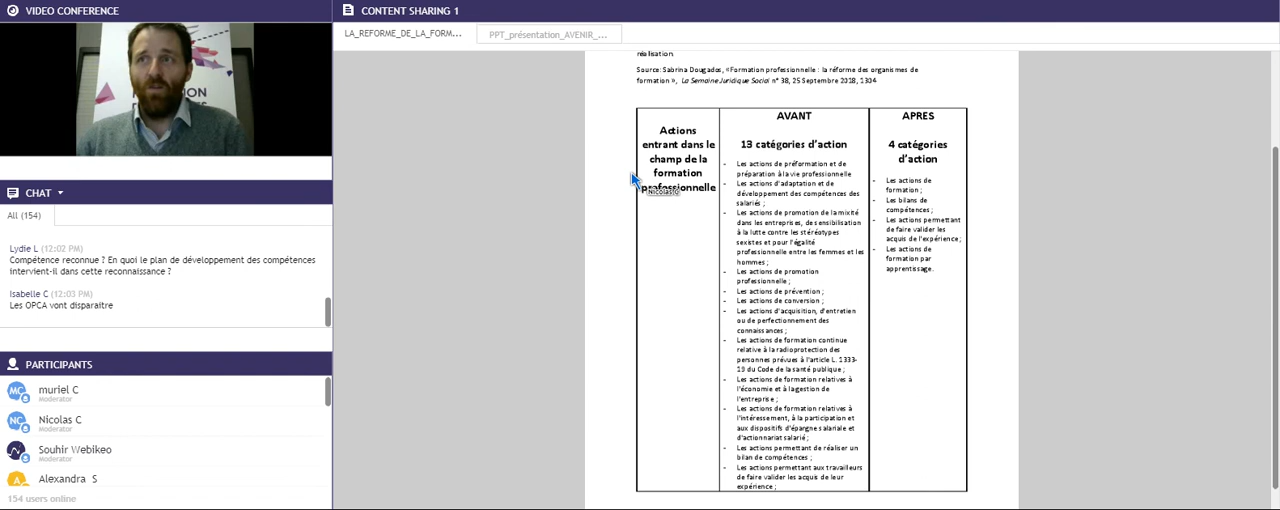 VIDEO CONFERENCE
CHAT
All (154)
Lydie L (12:02 PM)
Compétence reconnue ? En quoi le plan de développement des compétences
intervient-il dans cette reconnaissance ?
Isabelle C (12:03 PM)
Les OPCA vont disparaitre
PARTICIPANTS
MC
muriel C
Moderator
NC
Nicolas C
Moderator
Souhir Webikeo
Moderator
A
Alexandra S
154 users online
CONTENT SHARING 1
LA_REFORME_DE_LA_FORM...
PPT_présentation_AVENIR_...
réalisation.
Source: Sabrina Dougados, «Formation professionnelle : la réforme des organismes de
formation », La Semaine Juridique Social n° 38, 25 Septembre 2018, 1304
Actions
entrant dans le
champ de la
formation
professionnelle
AVANT
13 catégories d'action
- Les actions de préformation et de
préparation à la vie professionnelle
- Les actions d'adaptation et de
développement des compétences des
salariés ;
- Les actions de promotion de la mixité
dans les entreprises, de sensibilisation
à la lutte contre les stéréotypes
sexistes et pour l'égalité
professionnelle entre les femmes et les
hommes ;
- Les actions de promotion
professionnelle ;
- Les actions de prévention ;
- Les actions de conversion ;
- Les actions d'acquisition, d'entretien
ou de perfectionnement des
connaissances ;
- Les actions de formation continue
relative à la radioprotection des
personnes prévues à l'article L. 1333-
19 du Code de la santé publique ;
- Les actions de formation relatives à
l'économie et à la gestion de
l'entreprise ;
- Les actions de formation relatives à
l'intéressement, à la participation et
aux dispositifs d'épargne salariale et
d'actionnariat salarié ;
- Les actions permettant de réaliser un
bilan de compétences ;
- Les actions permettant aux travailleurs
de faire valider les acquis de leur
expérience ;
APRES
4 catégories
d'action
- Les actions de
formation ;
- Les bilans de
compétences ;
- Les actions permettant
de faire valider les
acquis de l'expérience ;
- Les actions de
formation par
apprentissage.